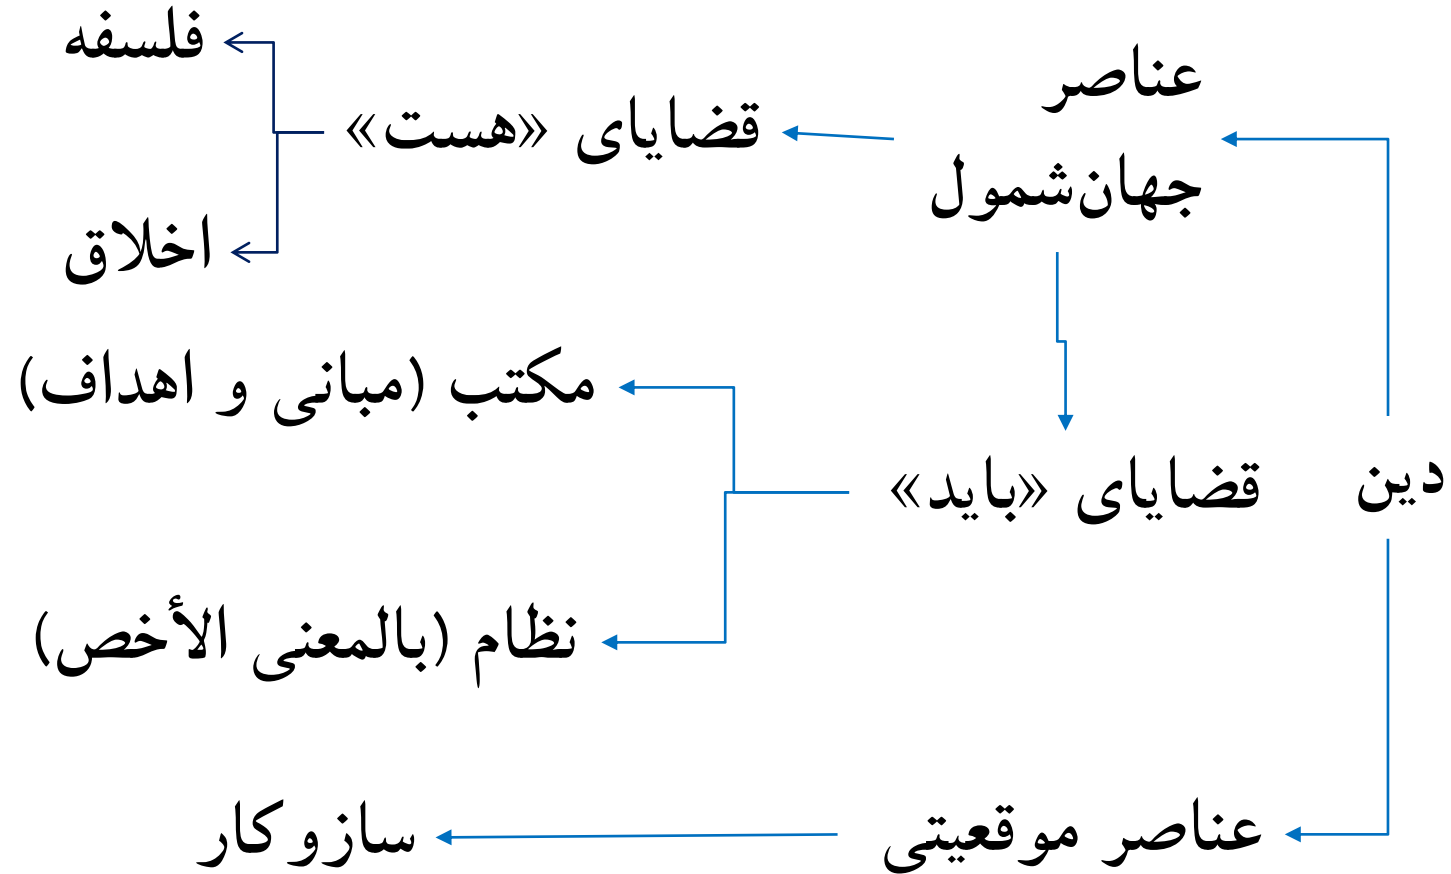 دین
عناصر
جهان‌شمول
قضایای «هست»
فلسفه
اخلاق
قضایای «باید»
مکتب (مبانی و اهداف)
نظام (بالمعنی الأخص)
عناصر موقعیتی
سازوکار